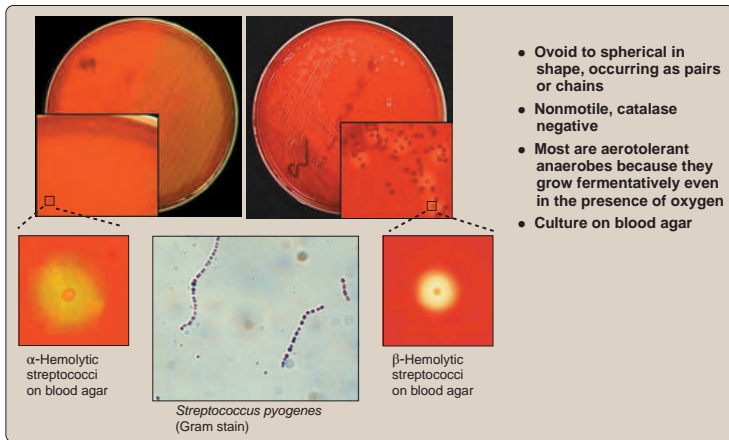 ● Ovoid to spherical in
shape, occurring as pairs
or chains
● Nonmotile, catalase
negative
● Most are aerotolerant
anaerobes because they
grow fermentatively even
in the presence of oxygen
● Culture on blood agar
α-Hemolytic
streptococci
on blood agar
Streptococcus pyogenes
(Gram stain)
β-Hemolytic
streptococci
on blood agar